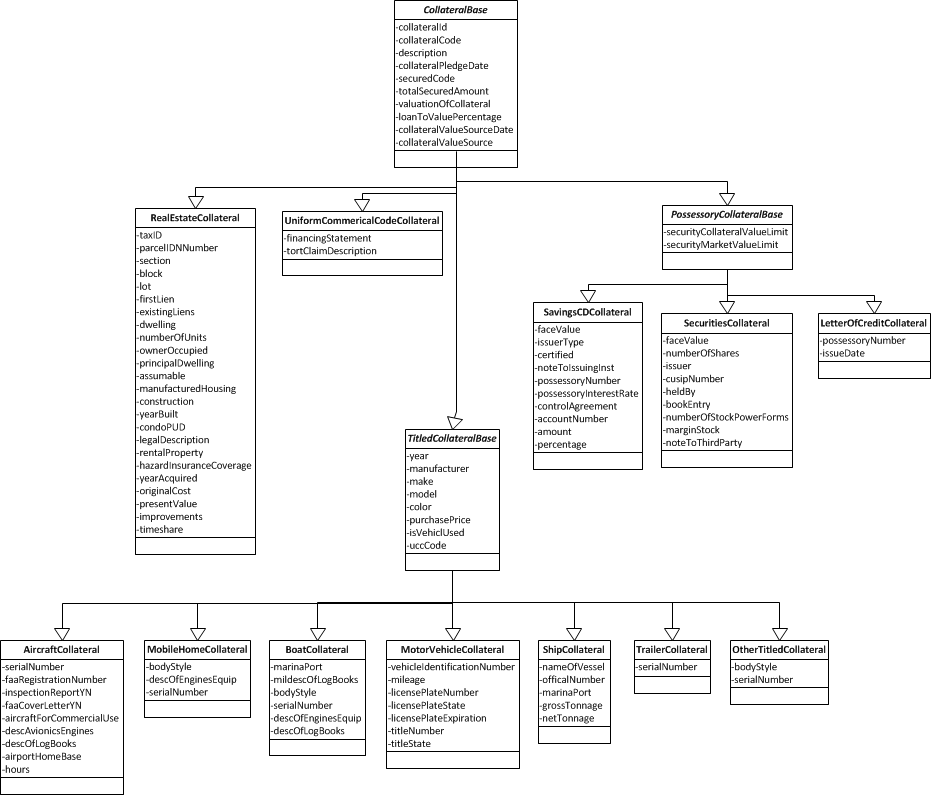 CollateralBase
-collateralId
-collateralCode
-description
-collateralPledgeDate
-securedCode
-totalSecuredAmount
-valuationOfCollateral
-loanToValuePercentage
-collateralValueSourceDate
-collateralValueSource
RealEstateCollateral
-taxID
-parcelIDNNumber
-section
-block
-lot
-firstLien
-existingLiens
-dwelling
-numberOfUnits
-ownerOccupied
-principalDwelling
-assumable
-manufacturedHousing
-construction
-yearBuilt
-condoPUD
-legalDescription
-rentalProperty
-hazardInsuranceCoverage
-yearAcquired
-originalCost
-presentValue
-improvements
-timeshare
UniformCommericalCodeCollateral
-financingStatement
-tortClaimDescription
PossessoryCollateralBase
-securityCollateralValueLimit
-securityMarketValueLimit
SavingsCDCollateral
-faceValue
-issuerType
-certified
-noteToIssuingInst
-possessoryNumber
-possessoryInterestRate
-controlAgreement
-accountNumber
-amount
-percentage
SecuritiesCollateral
-faceValue
-numberOfShares
-issuer
-cusipNumber
-heldBy
-bookEntry
-numberOfStockPowerForms
-marginStock
-noteToThirdParty
LetterOfCreditCollateral
-possessoryNumber
-issueDate
TitledCollateralBase
-year
-manufacturer
-make
-model
-color
-purchasePrice
-isVehiclUsed
-uccCode
AircraftCollateral
-serialNumber
-faaRegistrationNumber
-inspectionReportYN
-faaCoverLetterYN
-aircraftForCommercialUse
-descAvionicsEngines
-descOfLogBooks
-airportHomeBase
-hours
MobileHomeCollateral
-bodyStyle
-descOfEnginesEquip
-serialNumber
BoatCollateral
-marinaPort
-mildescOfLogBooks
-bodyStyle
-serialNumber
-descOfEnginesEquip
-descOfLogBooks
MotorVehicleCollateral
-vehicleIdentificationNumber
-mileage
-licensePlateNumber
-licensePlateState
-licensePlateExpiration
-titleNumber
-titleState
ShipCollateral
-nameOfVessel
-officalNumber
-marinaPort
-grossTonnage
-netTonnage
TrailerCollateral
-serialNumber
OtherTitledCollateral
-bodyStyle
-serialNumber